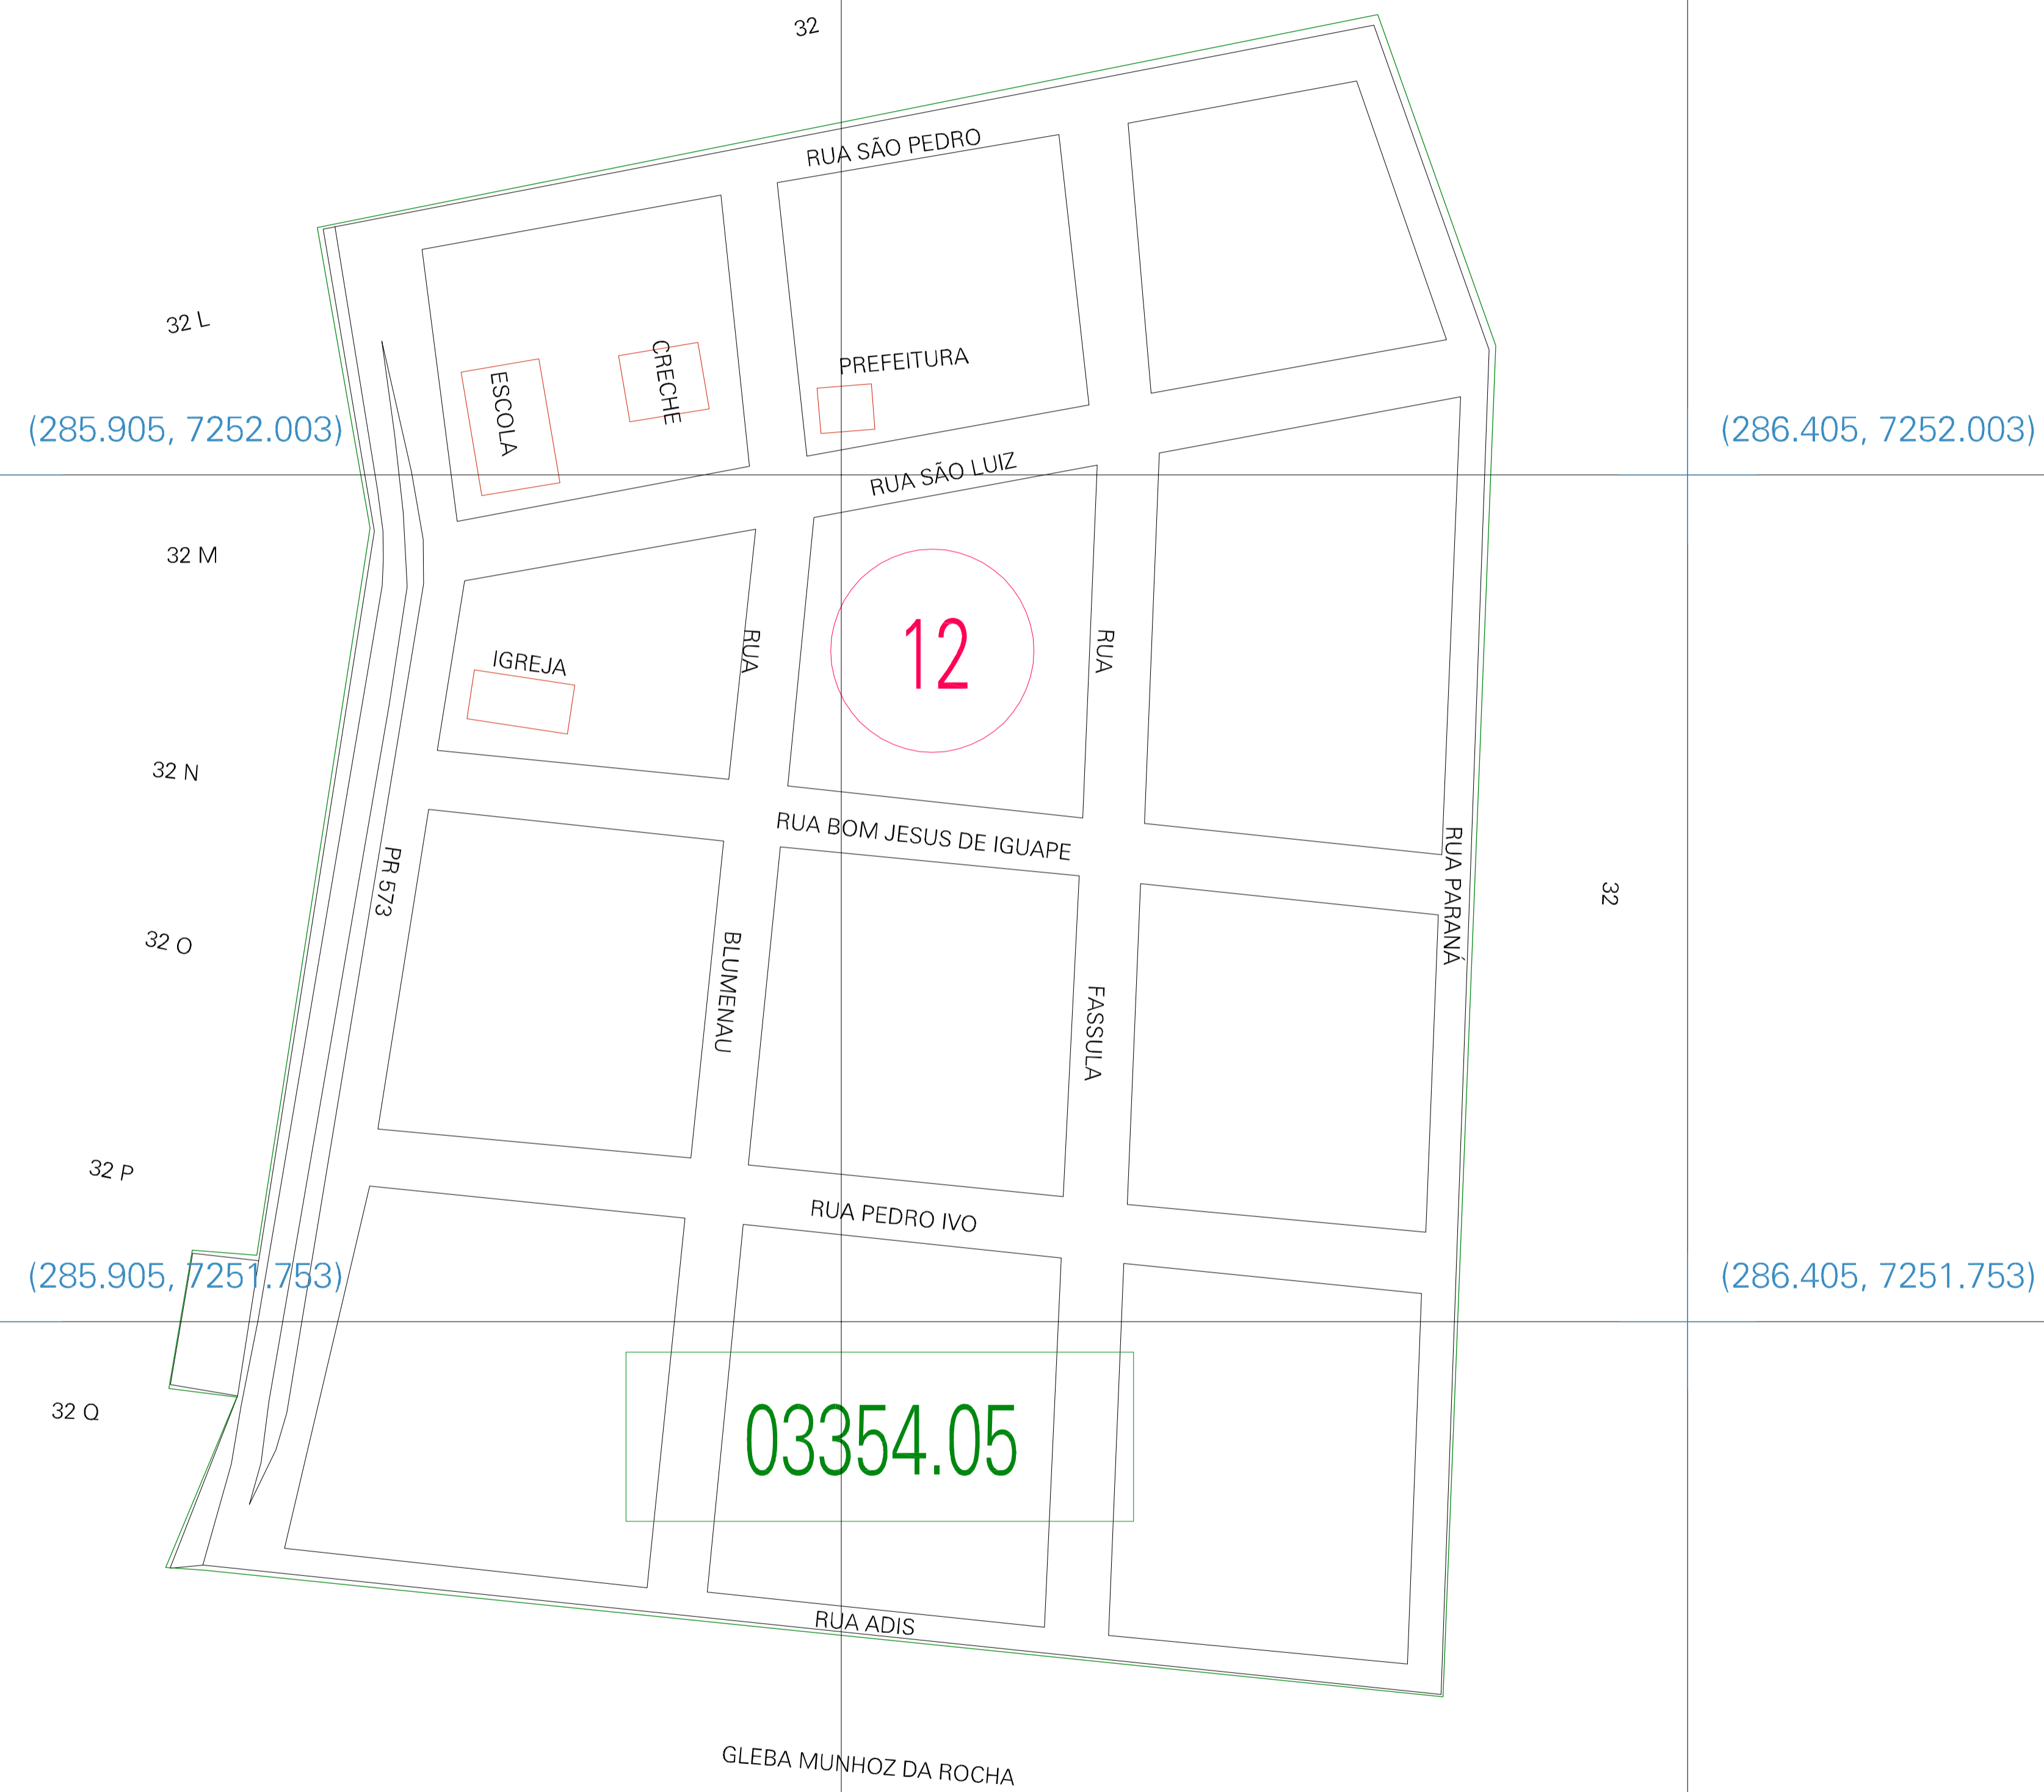 32
RUA SÃO PEDRO
32 L
CRECHE
PREFEITURA
ESCOLA
(285.905, 7252.003)
(286.405, 7252.003)
RUA SÃO LUIZ
32 M
12
RUA
RUA
IGREJA
32 N
RUA BOM JESUS DE IGUAPE
RUA PARANÁ
PR 573
32
32 O
BLUMENAU
FASSULA
32 P
RUA PEDRO IVO
(285.905, 7251.753)
(286.405, 7251.753)
32 Q
03354.05
RUA ADIS
GLEBA MUNHOZ DA ROCHA